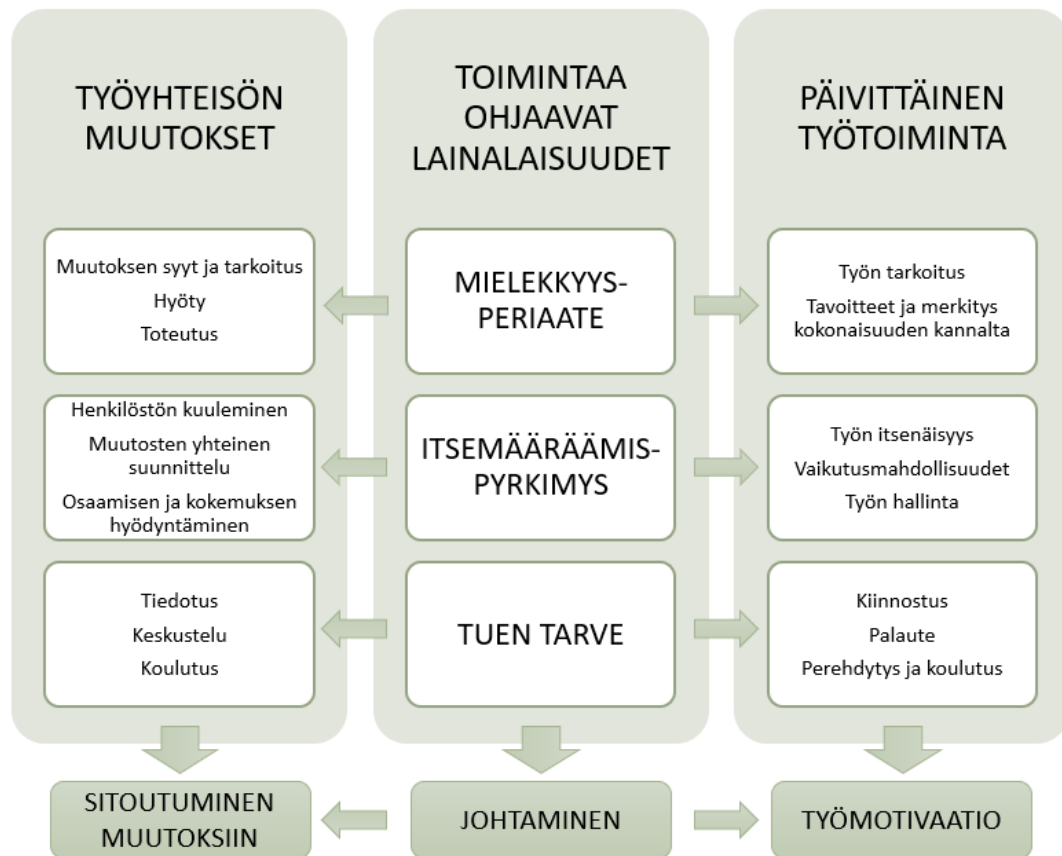 TYÖYHTEISÖN
MUUTOKSET
Muutoksen syyt ja tarkoitus
Hyöty
Toteutus
Henkilöstön kuuleminen
Muutosten yhteinen
suunnittelu
Osaamisen ja kokemuksen
hyödyntäminen
Tiedotus
Keskustelu
Koulutus
SITOUTUMINEN
MUUTOKSIIN
TOIMINTAA
OHJAAVAT
LAINALAISUUDET
MIELEKKYYS-
PERIAATE
ITSEMÄÄRÄÄMIS-
PYRKIMYS
TUEN TARVE
JOHTAMINEN
PÄIVITTÄINEN
TYÖTOIMINTA
Työn tarkoitus
Tavoitteet ja merkitys
kokonaisuuden kannalta
Työn itsenäisyys
Vaikutusmahdollisuudet
Työn hallinta
Kiinnostus
Palaute
Perehdytys ja koulutus
TYÖMOTIVAATIO